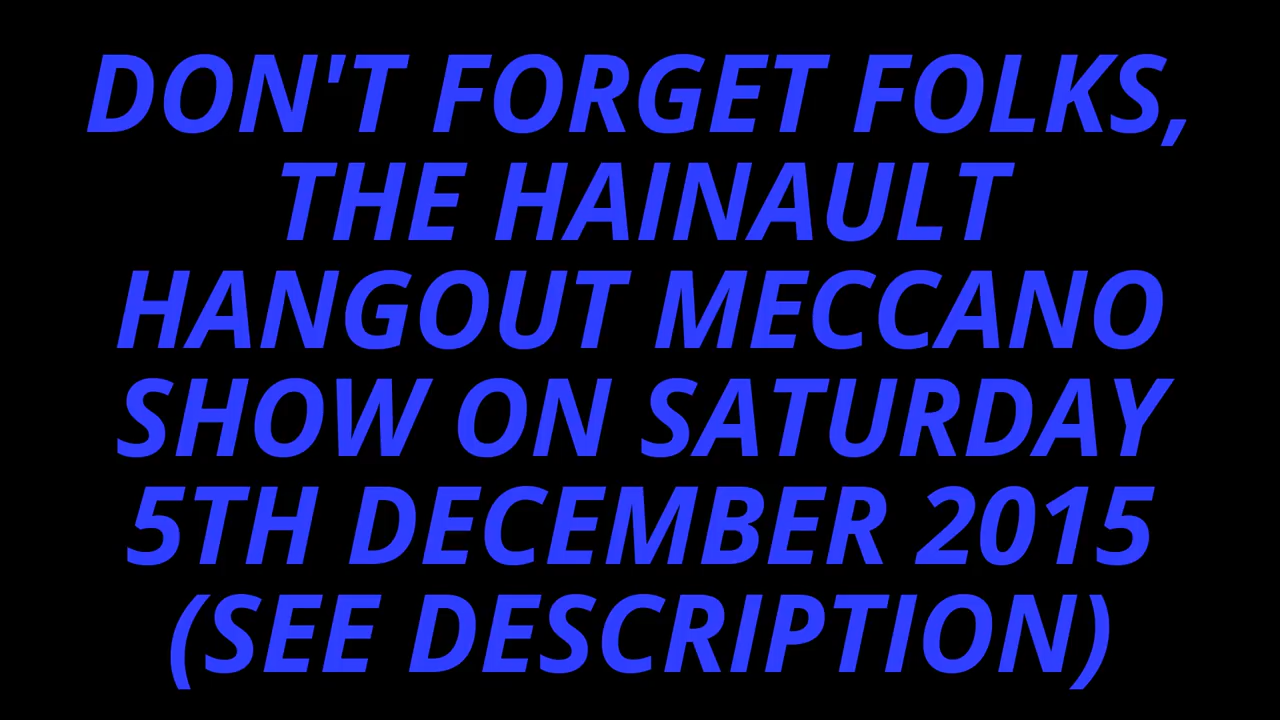 DON'T FORGET FOLKS,
THE HAINAULT
HANGOUT MECCANO
SHOW ON SATURDAY
5TH DECEMBER 2015
(SEE DESCRIPTION)